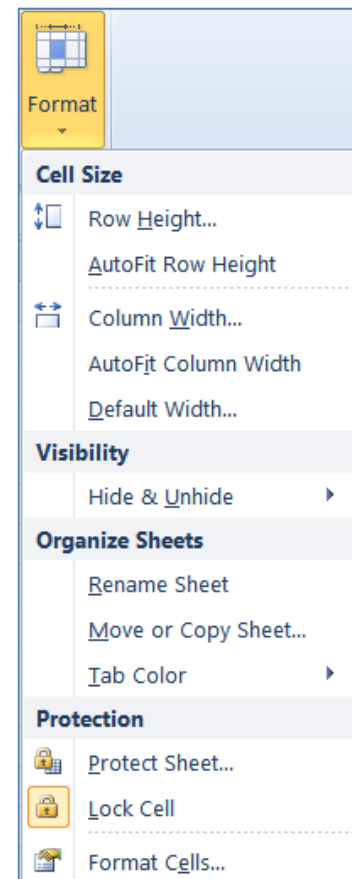 Format
Cell Size
Row Height...
AutoFit Row Height
Column Width...
AutoFit Column Width
Default Width...
Visibility
Hide & Unhide
Organize Sheets
Rename Sheet
Move or Copy Sheet...
Tab Color
Protection
Protect Sheet...
Lock Cell
Format Cells...